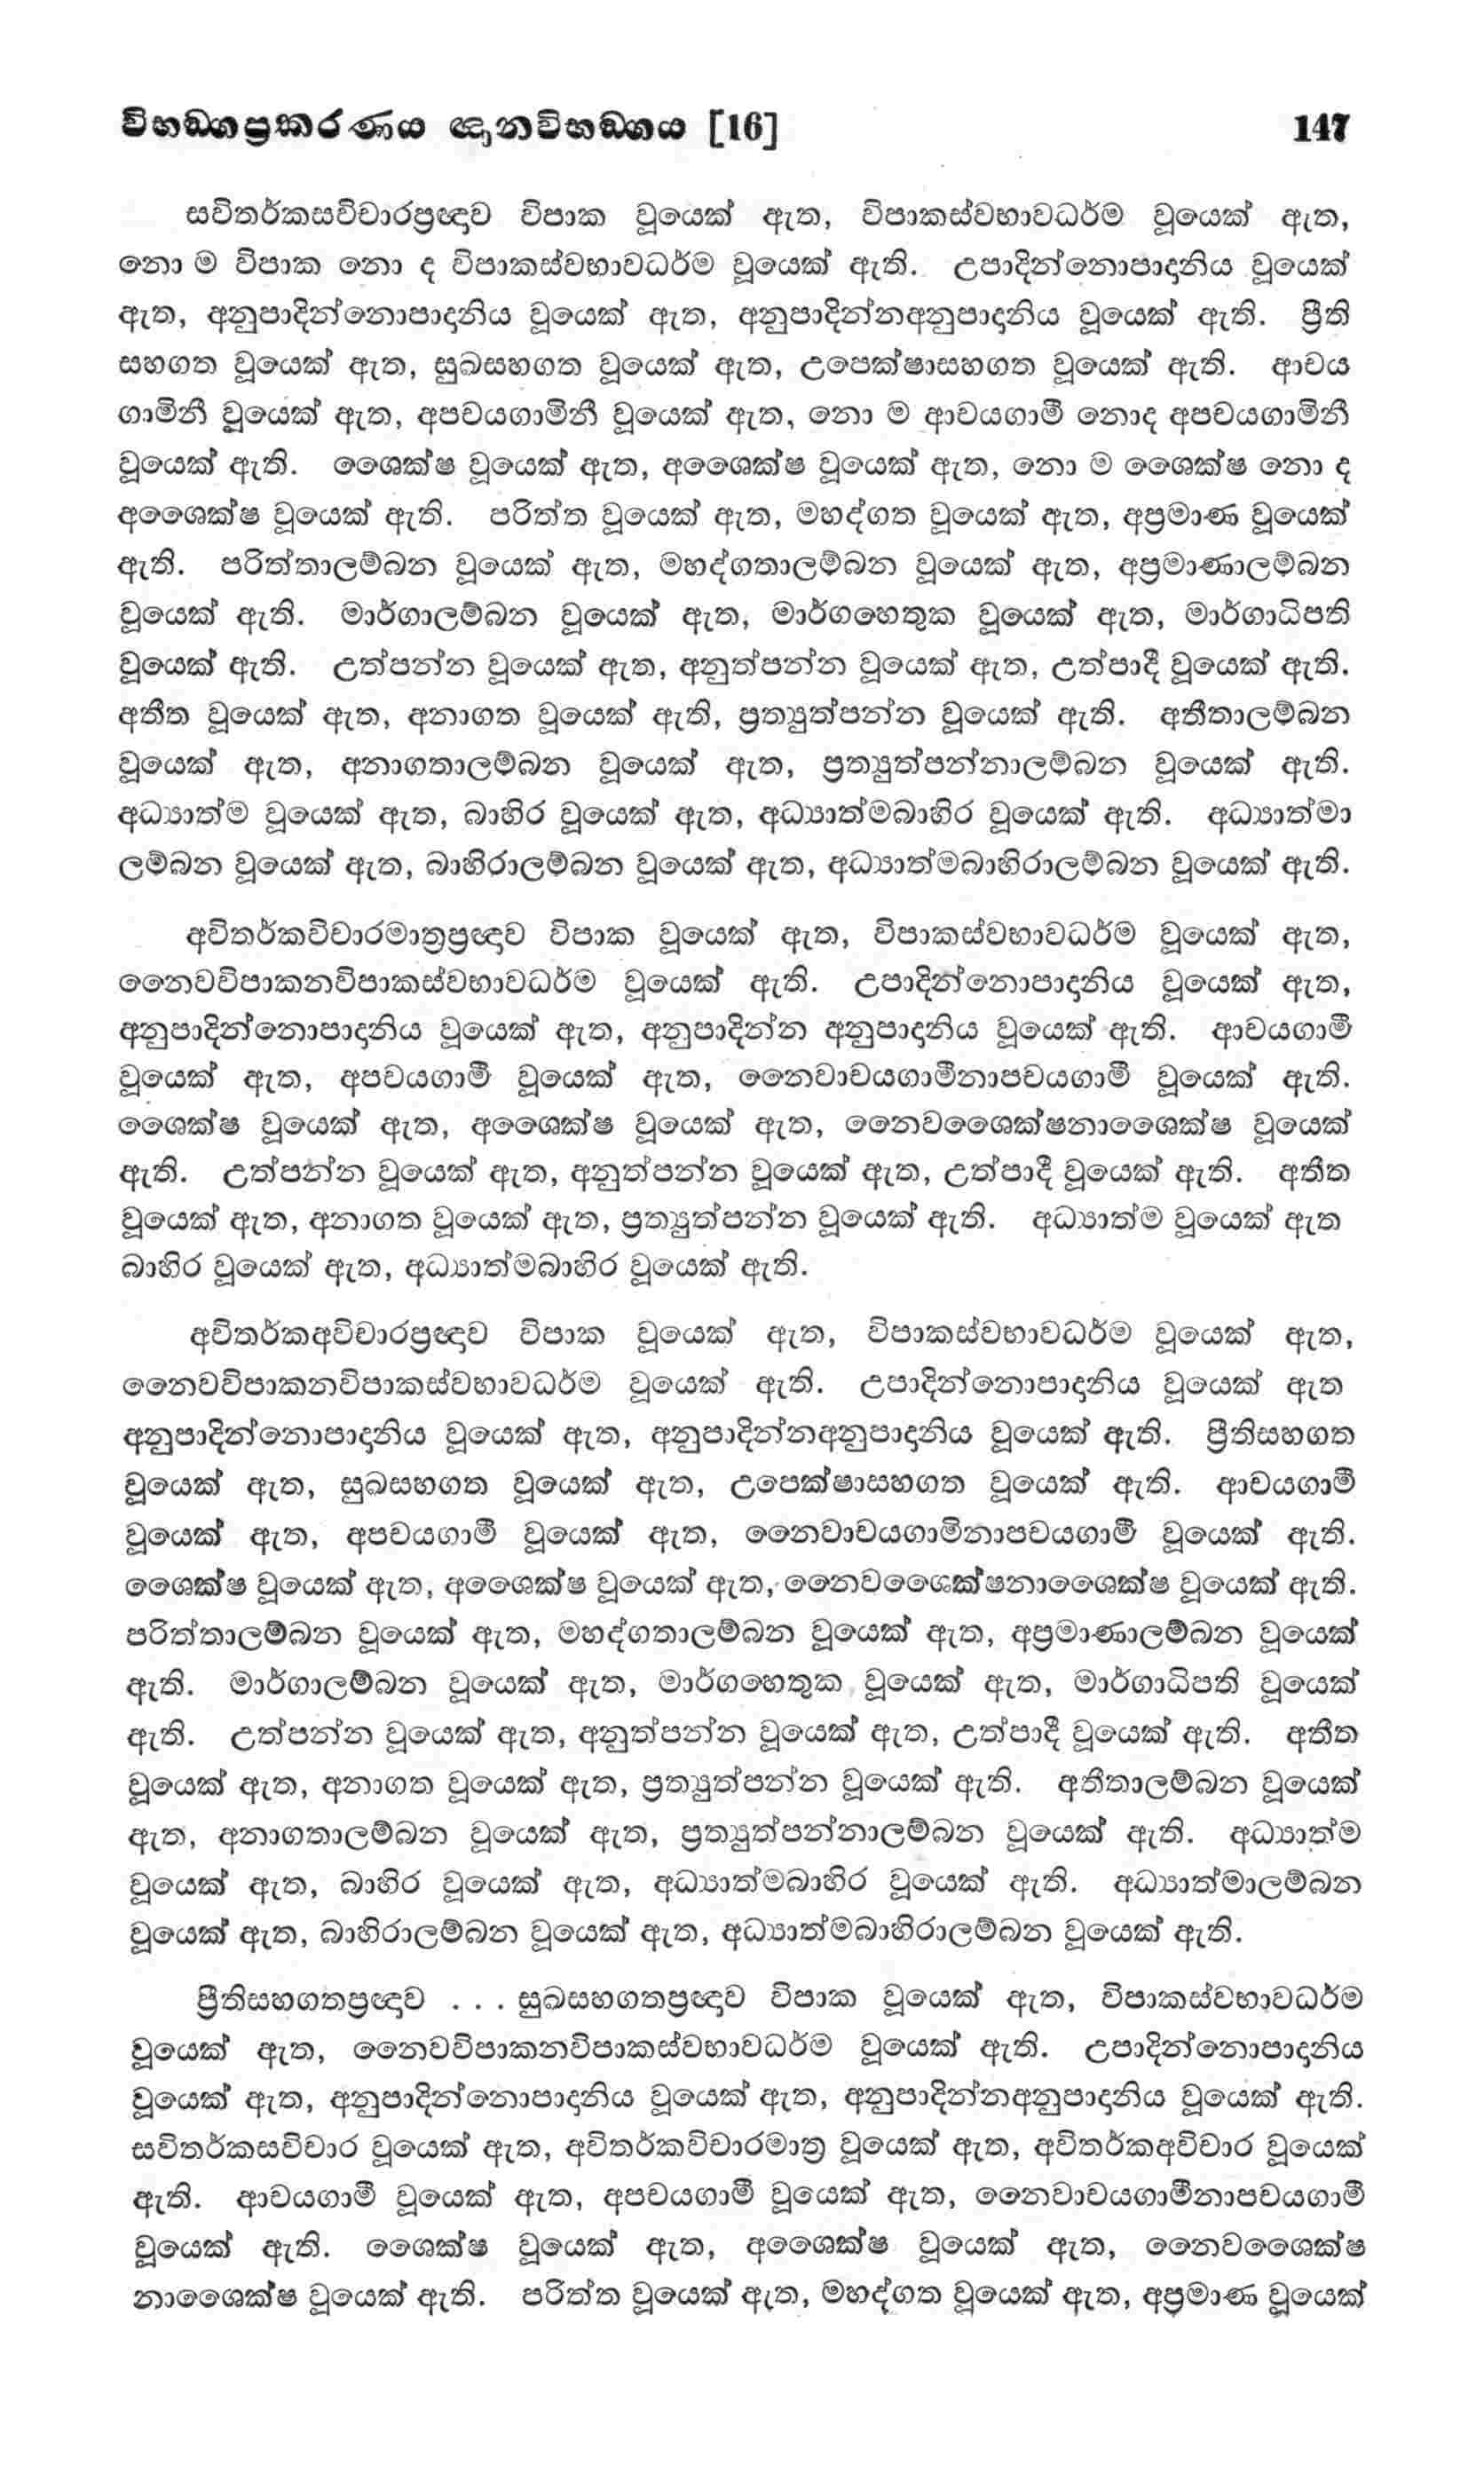 විභඞ්ගප්‍රකරණය ඥානවිභඞ්ගය [16] 147
සවිතර්කසවිචාරප්‍රඥාව විපාක වූයෙක් ඇත, විපාකස්වභාවධර්ම වූයෙක් ඇත,
නො ම විපාක නො ද විපාකස්වභාවධර්ම වූයෙක් ඇති. උපාදින්නොපාදානිය වූයෙක්
ඇත, අනුපාදින්නොපාදානිය වූයෙක් ඇත, අනුපාදින්නඅනුපාදානිය වූයෙක් ඇති. ප්‍රීති
සහගත වූයෙක් ඇත, සුඛසහගත වූයෙක් ඇත, උපෙක්ෂාසහගත වූයෙක් ඇති. ආචය
ගාමිනී වූයෙක් ඇත, අපචයගාමිනී වූයෙක් ඇත, නො ම ආචයගාමී නොද අපචයගාමිනී
වූයෙක් ඇති. ශෛක්ෂ වූයෙක් ඇත, අශෛක්ෂ වූයෙක් ඇත, නො ම ශෛක්ෂ නො ද
අශෛක්ෂ වූයෙක් ඇති. පරිත්ත වූයෙක් ඇත, මහද්ගත වූයෙක් ඇත, අප්‍රමාණ වූයෙක්
ඇති. පරිත්තාලම්බන වූයෙක් ඇත, මහද්ගතාලම්බන වූයෙක් ඇත, අප්‍රමාණාලම්බන
වූයෙක් ඇති. මාර්ගාලම්බන වූයෙක් ඇත, මාර්ගහෙතුක වූයෙක් ඇත, මාර්ගාධිපති
වූයෙක් ඇති. උත්පන්න වූයෙක් ඇත, අනුත්පන්න වූයෙක් ඇත, උත්පාදී වූයෙක් ඇති.
අතීත වූයෙක් ඇත, අනාගත වූයෙක් ඇති, ප්‍රත්‍යුත්පන්න වූයෙක් ඇති. අතීතාලම්බන
වූයෙක් ඇත, අනාගතාලම්බන වූයෙක් ඇත, ප්‍රත්‍යුත්පන්නාලම්බන වූයෙක් ඇති.
අධ්‍යාත්ම වූයෙක් ඇත, බාහිර වූයෙක් ඇත, අධ්‍යාත්මබාහිර වූයෙක් ඇති. අධ්‍යාත්මා
ලම්බන වූයෙක් ඇත, බාහිරාලම්බන වූයෙක් ඇත, අධ්‍යාත්මබාහිරාලම්බන වූයෙක් ඇති.
අවිතර්කවිචාරමාත්‍රප්‍රඥාව විපාක වූයෙක් ඇත, විපාකස්වභාවධර්ම වූයෙක් ඇත,
නෛවවිපාකනවිපාකස්වභාවධර්ම වූයෙක් ඇති. උපාදින්නොපාදානිය වූයෙක් ඇත,
අනුපාදින්නොපාදානිය වූයෙක් ඇත, අනුපාදින්න අනුපාදානිය වූයෙක් ඇති. ආචයගාමී
වූයෙක් ඇත, අපචයගාමී වූයෙක් ඇත, නෛවාචයගාමීනාපචයගාමී වූයෙක් ඇති.
ශෛක්ෂ වූයෙක් ඇත, අශෛක්ෂ වූයෙක් ඇත, නෛවශෛක්ෂනාශෛක්ෂ වූයෙක්
ඇති. උත්පන්න වූයෙක් ඇත, අනුත්පන්න වූයෙක් ඇත, උත්පාදී වූයෙක් ඇති. අතීත
වූයෙක් ඇත, අනාගත වූයෙක් ඇත, ප්‍රත්‍යුත්පන්න වූයෙක් ඇති. අධ්‍යාත්ම වූයෙක් ඇත
බාහිර වූයෙක් ඇත, අධ්‍යාත්මබාහිර වූයෙක් ඇති.
අවිතර්කඅවිචාරප්‍රඥාව විපාක වූයෙක් ඇත, විපාකස්වභාවධර්ම වූයෙක් ඇත,
නෛවවිපාකනවිපාකස්වභාවධර්ම වූයෙක් ඇති. උපාදින්නොපාදානිය වූයෙක් ඇත
අනුපාදින්නොපාදානිය වූයෙක් ඇත, අනුපාදින්නඅනුපාදානිය වූයෙක් ඇති. ප්‍රීතිසහගත
වූයෙක් ඇත, සුඛසහගත වූයෙක් ඇත, උපෙක්ෂාසහගත වූයෙක් ඇති. ආචයගාමී
වූයෙක් ඇත, අපචයගාමී වූයෙක් ඇත, නෛවාචයගාමිනාපචයගාමී වූයෙක් ඇති.
ශෛක්ෂ වූයෙක් ඇත, අශෛක්ෂ වූයෙක් ඇත, නෛවශෛක්ෂනාශෛක්ෂ වූයෙක් ඇති.
පරිත්තාලම්බන වූයෙක් ඇත, මහද්ගතාලම්බන වූයෙක් ඇත, අප්‍රමාණාලම්බන වූයෙක්
ඇති. මාර්ගාලම්බන වූයෙක් ඇත, මාර්ගහෙතුක වූයෙක් ඇත, මාර්ගාධිපති වූයෙක්
ඇති. උත්පන්න වූයෙක් ඇත, අනුත්පන්න වූයෙක් ඇත, උත්පාදී වූයෙක් ඇති. අතීත
වූයෙක් ඇත, අනාගත වූයෙක් ඇත, ප්‍රත්‍යුත්පන්න වූයෙක් ඇති. අතීතාලම්බන වූයෙක්
ඇත, අනාගතාලම්බන වූයෙක් ඇත, ප්‍රත්‍යුත්පන්නාලම්බන වූයෙක් ඇති. අධ්‍යාත්ම
වූයෙක් ඇත, බාහිර වූයෙක් ඇත, අධ්‍යාත්මබාහිර වූයෙක් ඇති. අධ්‍යාත්මාලම්බන
වූයෙක් ඇත, බාහිරාලම්බන වූයෙක් ඇත, අධ්‍යාත්මබාහිරාලම්බන වූයෙක් ඇති.
ප්‍රීතිසහගතප්‍රඥාව ... සුඛසහගතප්‍රඥාව විපාක වූයෙක් ඇත, විපාකස්වභාවධර්ම
වූයෙක් ඇත, නෛවවිපාකනවිපාකස්වභාවධර්ම වූයෙක් ඇති. උපාදින්නොපාදානිය
වූයෙක් ඇත, අනුපාදින්නොපාදානිය වූයෙක් ඇත, අනුපාදින්නඅනුපාදානිය වූයෙක් ඇති.
සවිතර්කසවිචාර වූයෙක් ඇත, අවිතර්කවිචාරමාත්‍ර වූයෙක් ඇත, අවිතර්කඅවිචාර වූයෙක්
ඇති. ආචයගාමී වූයෙක් ඇත, අපචයගාමී වූයෙක් ඇත, නෛවාචයගාමීනාපචයගාමී
වූයෙක් ඇති. ශෛක්ෂ වූයෙක් ඇත, අශෛක්ෂ වූයෙක් ඇත, නෛවශෛක්ෂ
නාශෛක්ෂ වූයෙක් ඇති. පරිත්ත වූයෙක් ඇත, මහද්ගත වූයෙක් ඇත, අප්‍රමාණ වූයෙක්